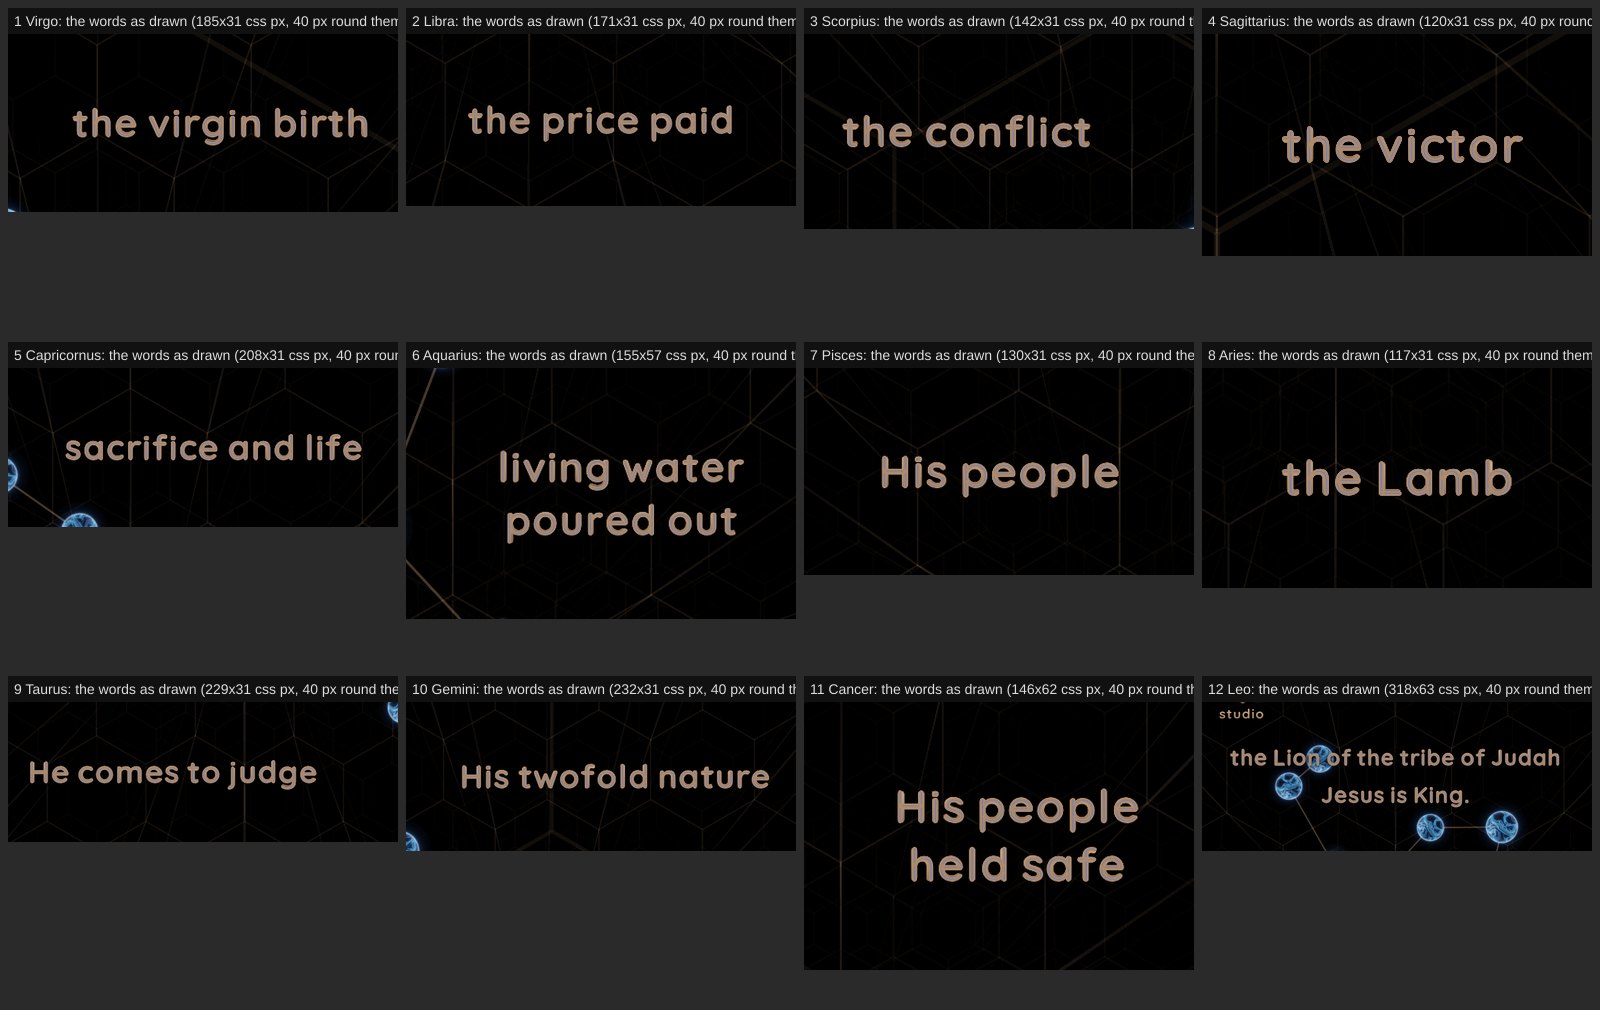 1 Virgo: the words as drawn (185x31 css px, 40 px round them
the virgin birth
2 Libra: the words as drawn (171x31 css px, 40 px round them
the price paid
3 Scorpius: the words as drawn (142x31 css px, 40 px round t
the conflict
4 Sagittarius: the words as drawn (120x31 css px, 40 px round
the victor
5 Capricornus: the words as drawn (208x31 css px, 40 px roun
sacrifice and life
6 Aquarius: the words as drawn (155x57 css px, 40 px round t
living water
poured out
7 Pisces: the words as drawn (130x31 css px, 40 px round the
His people
8 Aries: the words as drawn (117x31 css px, 40 px round them
the Lamb
9 Taurus: the words as drawn (229x31 css px, 40 px round the
He comes to judge
10 Gemini: the words as drawn (232x31 css px, 40 px round th
His twofold nature
11 Cancer: the words as drawn (146x62 css px, 40 px round th
His people
held safe
12 Leo: the words as drawn (318x63 css px, 40 px round them
studio
the Lion of the tribe of Judah
Jesus is King.